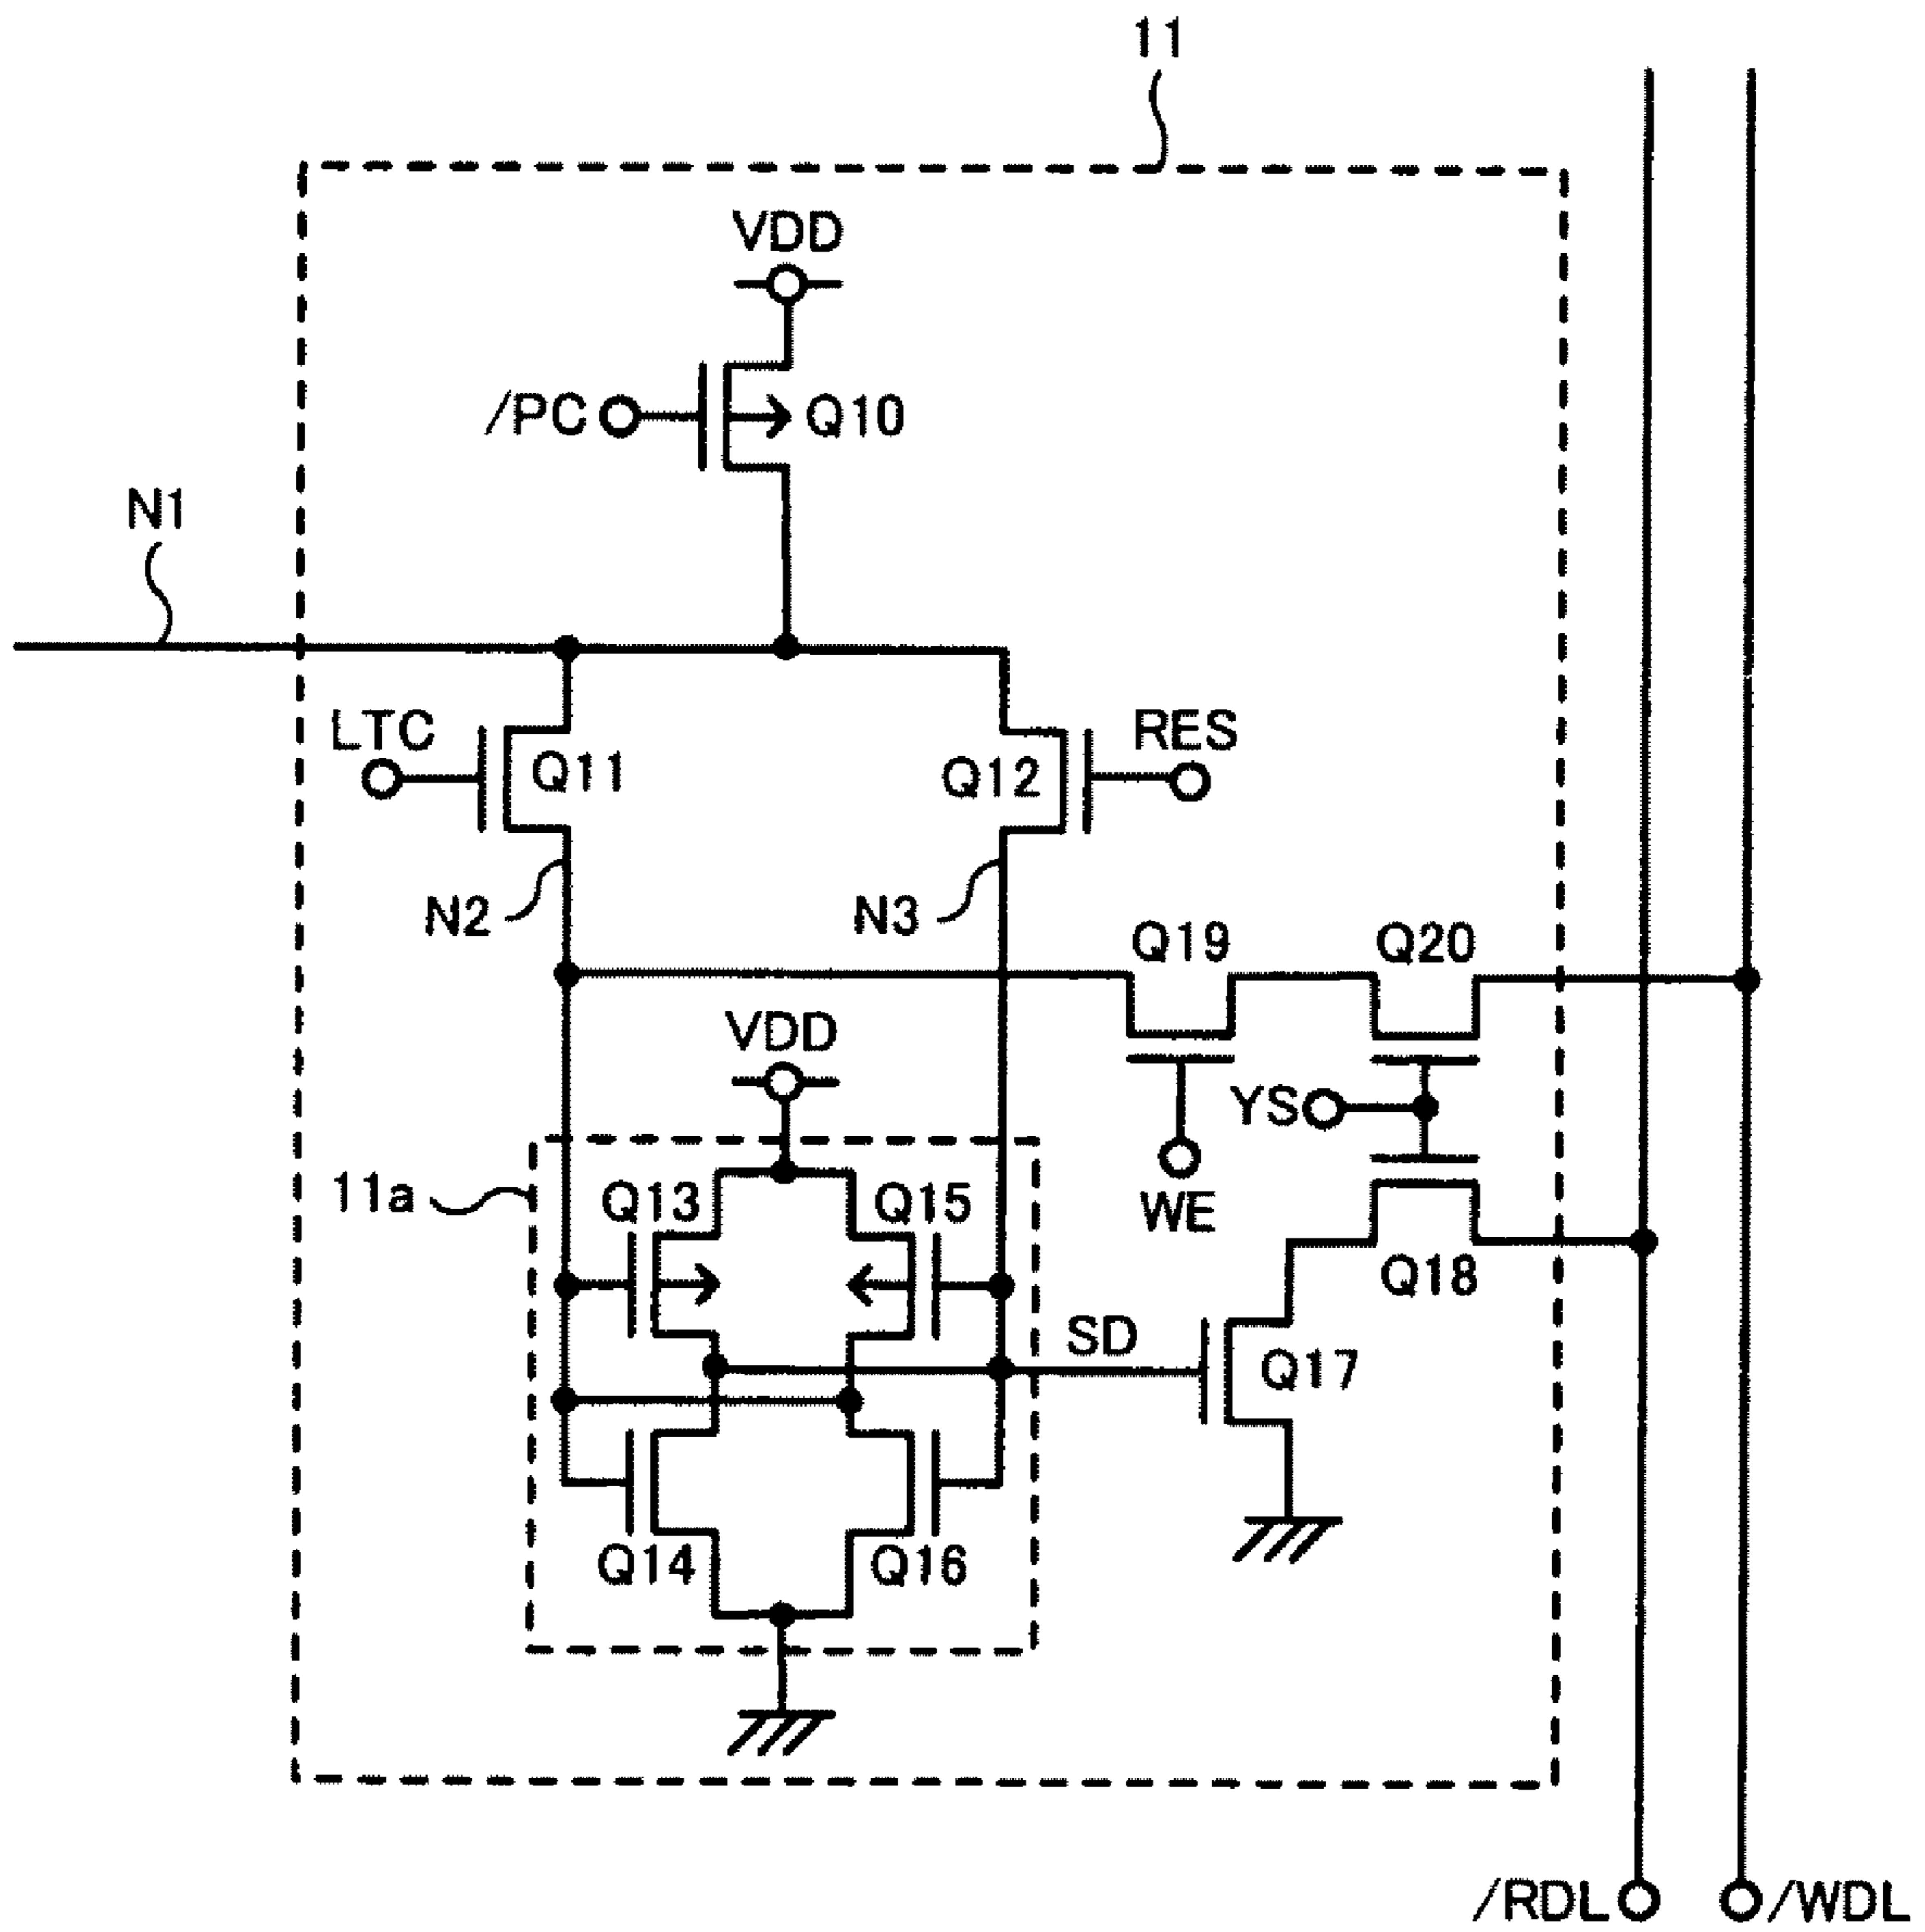 11
VDD
/PC
Q10
N1
LTC
Q11
Q12
RES
N2
N3
Q19
Q20
VDD
YS
11a
Q13
Q15
WE
Q18
SD
Q17
Q14
Q16
/RDL
/WDL